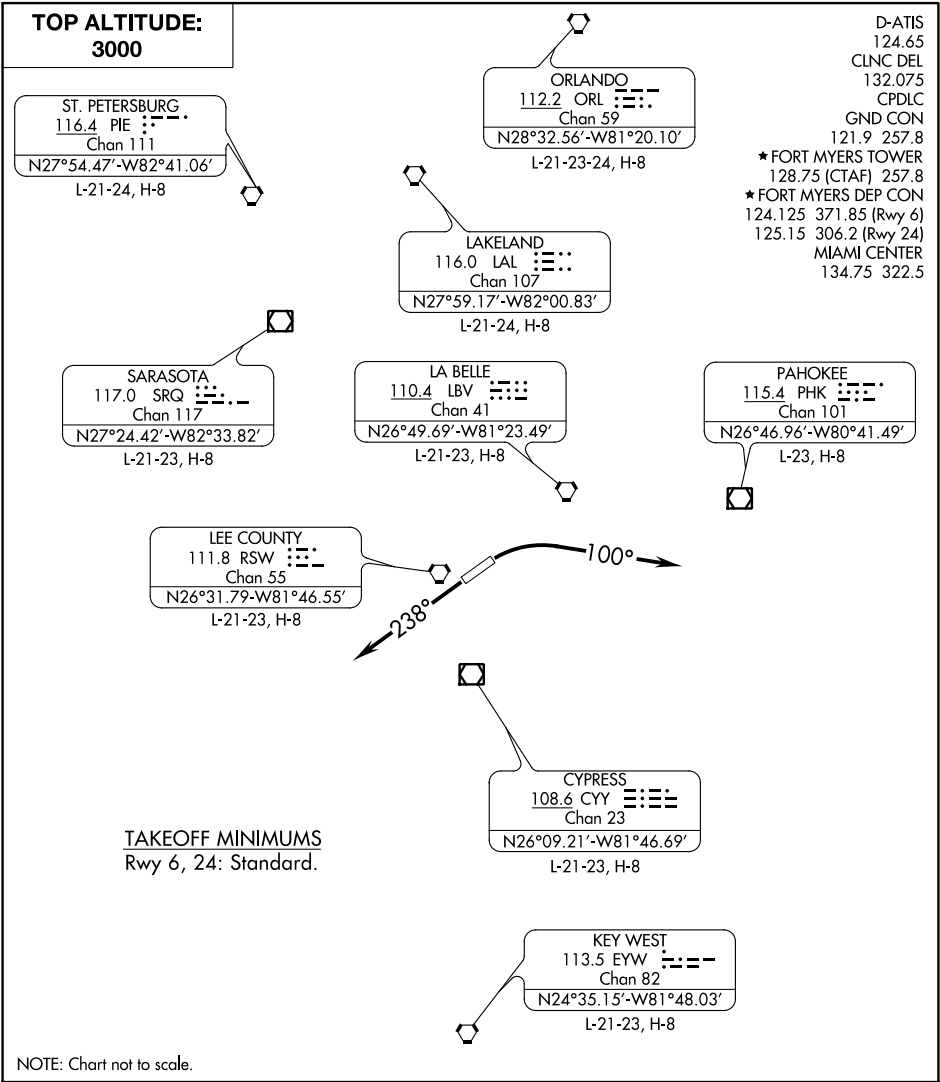 TOP ALTITUDE:
3000
D-ATIS
124.65
CLNC DEL
132.075
CPDLC
GND CON
121.9 257.8
★ FORT MYERS TOWER
128.75 (CTAF) 257.8
★ FORT MYERS DEP CON
124.125 371.85 (Rwy 6)
125.15 306.2 (Rwy 24)
MIAMI CENTER
134.75 322.5
ORLANDO
112.2 ORL
Chan 59
N28°32.56'-W81°20.10'
L-21-23-24, H-8
ST. PETERSBURG
116.4 PIE
Chan 111
N27°54.47'-W82°41.06'
L-21-24, H-8
LAKELAND
116.0 LAL
Chan 107
N27°59.17'-W82°00.83'
L-21-24, H-8
SARASOTA
117.0 SRQ
Chan 117
N27°24.42'-W82°33.82'
L-21-23, H-8
LA BELLE
110.4 LBV
Chan 41
N26°49.69'-W81°23.49'
L-21-23, H-8
PAHOKEE
115.4 PHK
Chan 101
N26°46.96'-W80°41.49'
L-23, H-8
LEE COUNTY
111.8 RSW
Chan 55
N26°31.79-W81°46.55'
L-21-23, H-8
100°
238°
CYPRESS
108.6 CYY
Chan 23
N26°09.21'-W81°46.69'
L-21-23, H-8
TAKEOFF MINIMUMS
Rwy 6, 24: Standard.
KEY WEST
113.5 EYW
Chan 82
N24°35.15'-W81°48.03'
L-21-23, H-8
NOTE: Chart not to scale.